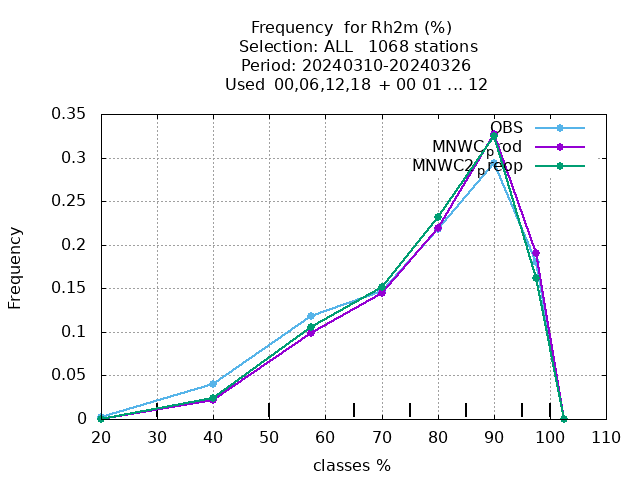 Frequency  for Rh2m (%)
Selection: ALL   1068 stations
Period: 20240310-20240326
Used  00,06,12,18  + 00 01 ... 12
0.35
0.3
0.25
0.2
0.15
0.1
0.05
0
Frequency
OBS
MNWC_prod
MNWC2_preop
20 30 40 50 60 70 80 90 100 110
classes %